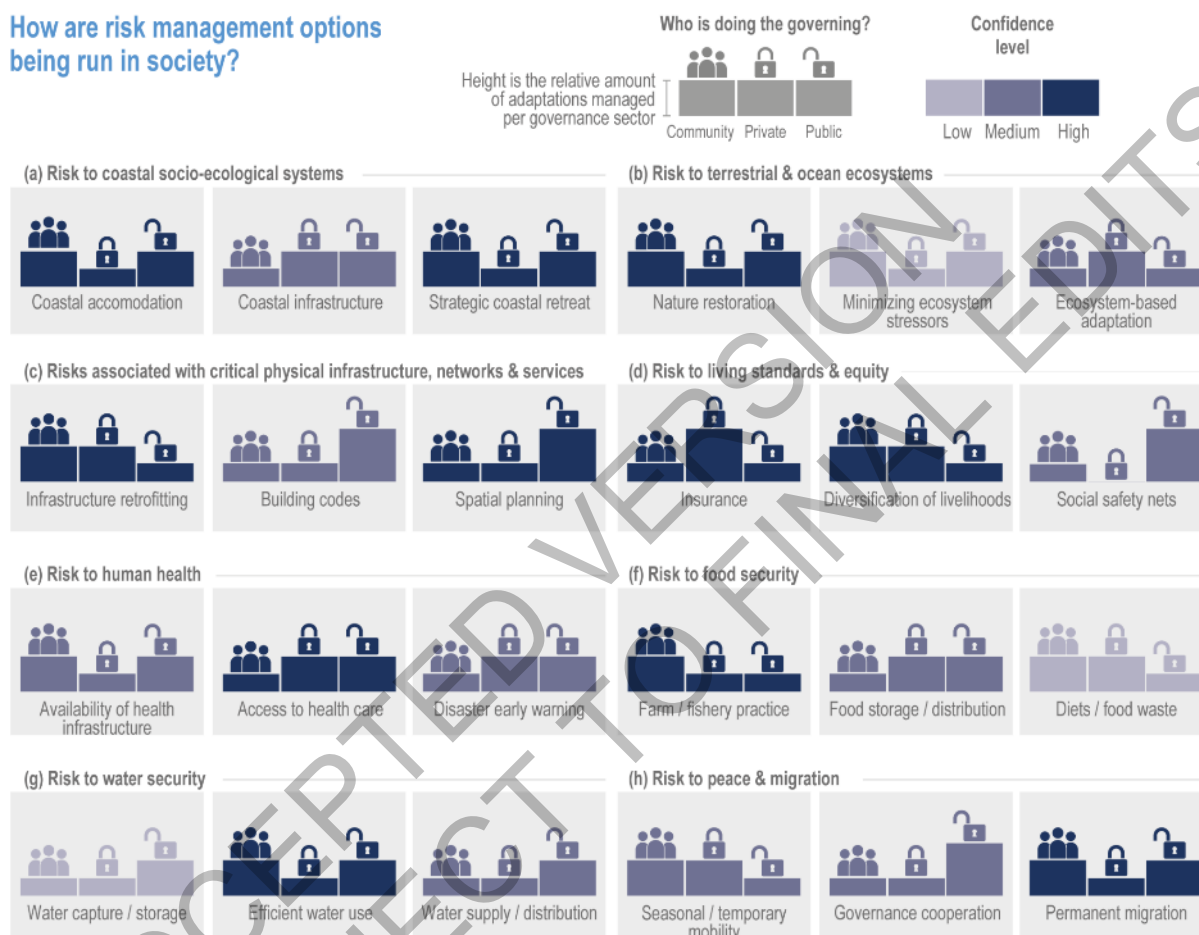 How are risk management options
being run in society?
Who is doing the governing?
Height is the relative amount
of adaptations managed
per governance sector
Community Private Public
Confidence
level
Low Medium High
(a) Risk to coastal socio-ecological systems
Coastal accomodation
Coastal infrastructure
Strategic coastal retreat
(b) Risk to terrestrial & ocean ecosystems
Nature restoration
Minimizing ecosystem
stressors
Ecosystem-based
adaptation
(c) Risks associated with critical physical infrastructure, networks & services
Infrastructure retrofitting
Building codes
Spatial planning
(d) Risk to living standards & equity
Insurance
Diversification of livelihoods
Social safety nets
(e) Risk to human health
Availability of health
infrastructure
Access to health care
Disaster early warning
(f) Risk to food security
Farm / fishery practice
Food storage / distribution
Diets / food waste
(g) Risk to water security
Water capture / storage
Efficient water use
Water supply / distribution
(h) Risk to peace & migration
Seasonal / temporary
mobility
Governance cooperation
Permanent migration
VERSION
TO FINAL EDITS